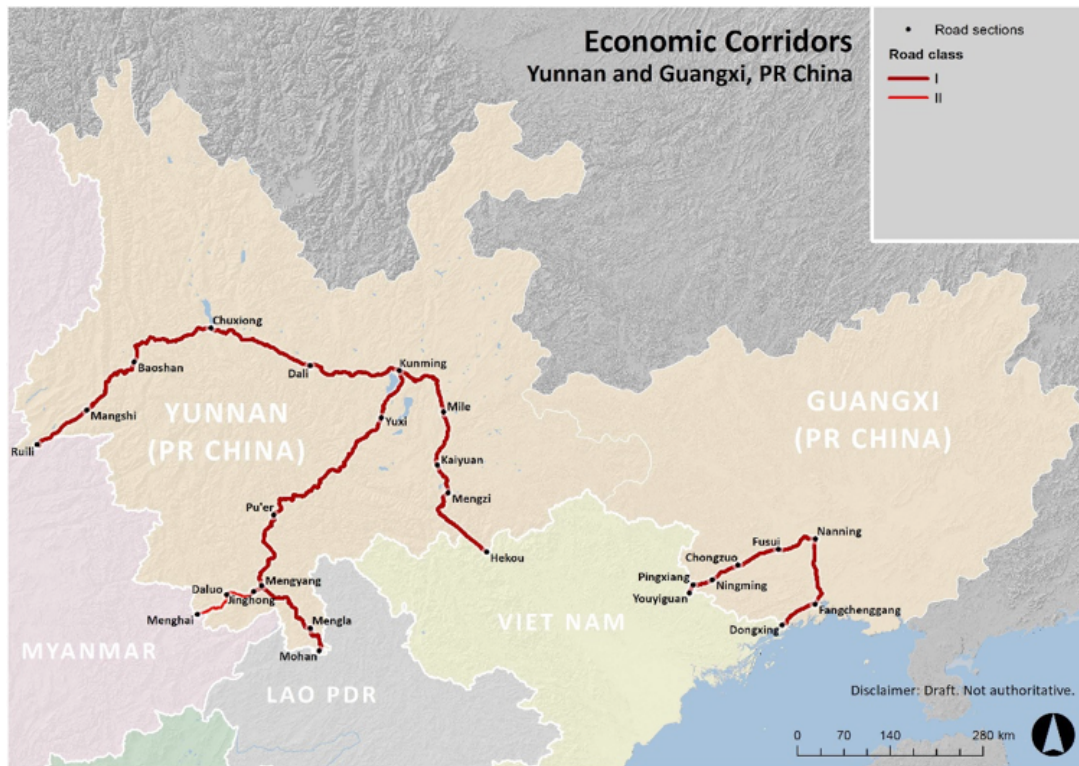 Economic Corridors
Yunnan and Guangxi, PR China
Road sections
Road class
I
II
Chuxiong
Baoshan
Dali
Kunming
Mangshi
Mile
Yuxi
YUNNAN
(PR CHINA)
GUANGXI
(PR CHINA)
Ruili
Kaiyuan
Mengzi
Pu'er
Hekou
Nanning
Fusui
Chongzuo
Pingxiang
Ningming
Youyiguan
Fangchenggang
Dongxing
Mengyang
Daluo
Jinghong
Menghai
Mengla
Mohan
VIET NAM
MYANMAR
LAO PDR
Disclaimer: Draft. Not authoritative.
0 70 140 280 km